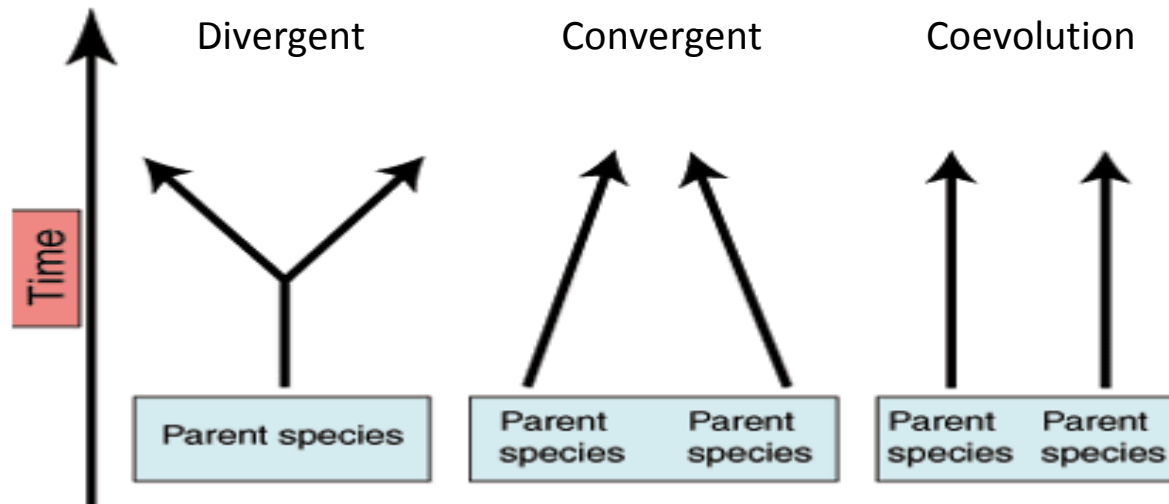 Divergent
Convergent
Coevolution
Time
Parent species
Parent
species
Parent
species
Parent
species
Parent
species